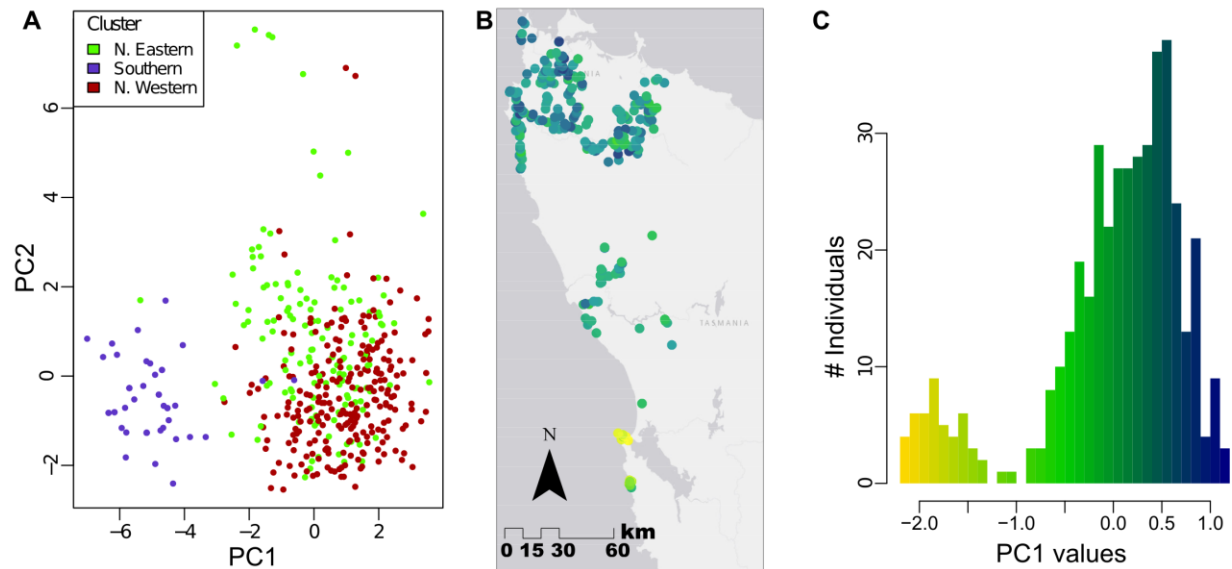 A
Cluster
N. Eastern
Southern
N. Western
PC2
6
4
2
0
−2
−6
−4
−2
0
2
PC1
B
TASMANIA
N
km
0 15 30 60
C
# Individuals
30
20
10
0
−2.0
−1.0
0.0
0.5
1.0
PC1 values